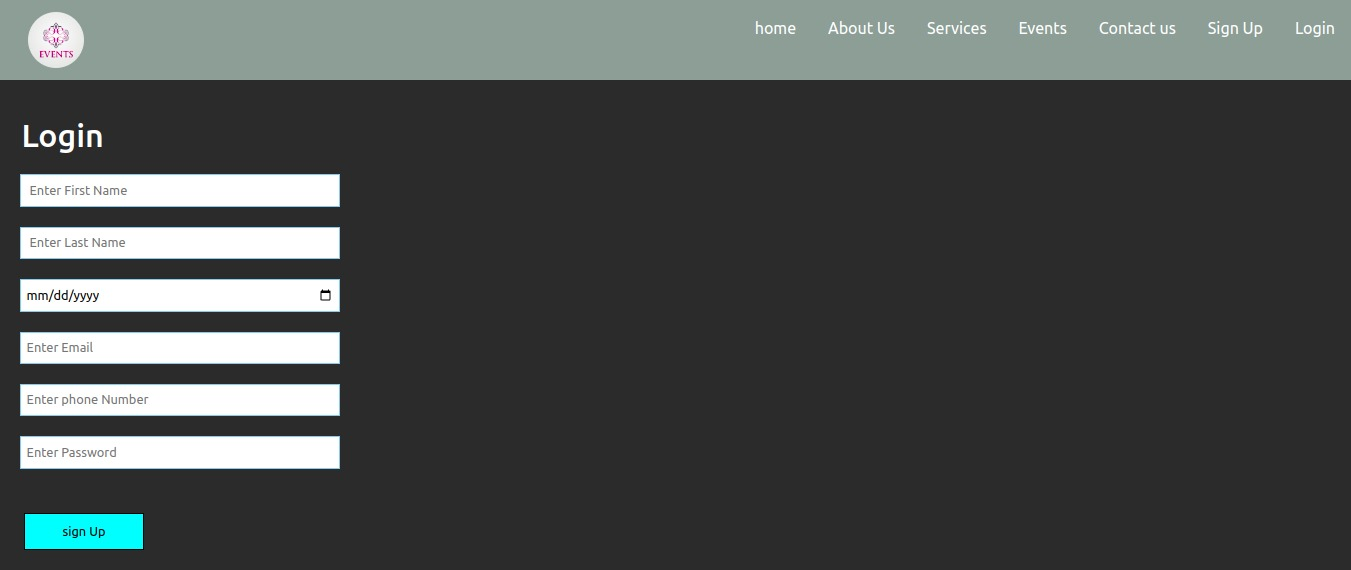 EVENTS
home About Us Services Events Contact us Sign Up Login
Login
Enter First Name
Enter Last Name
mm/dd/yyyy
Enter Email
Enter phone Number
Enter Password
sign Up